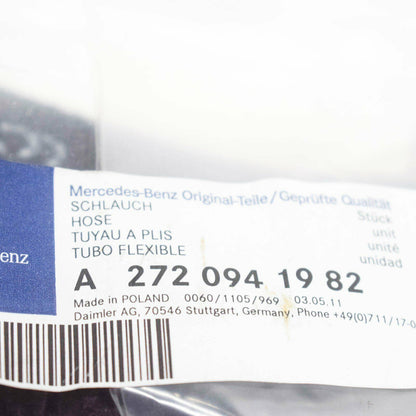 Mercedes-Benz Original-Teile/Geprüfte Qualität
SCHLAUCH Stück
HOSE unit
TUYAU A PLIS unité
TUBO FLEXIBLE unidad
enz
A 272 094 19 82
Made in POLAND 0060/1105/969 03.05.11
Daimler AG, 70546 Stuttgart, Germany, Phone +49(0)711/17-0